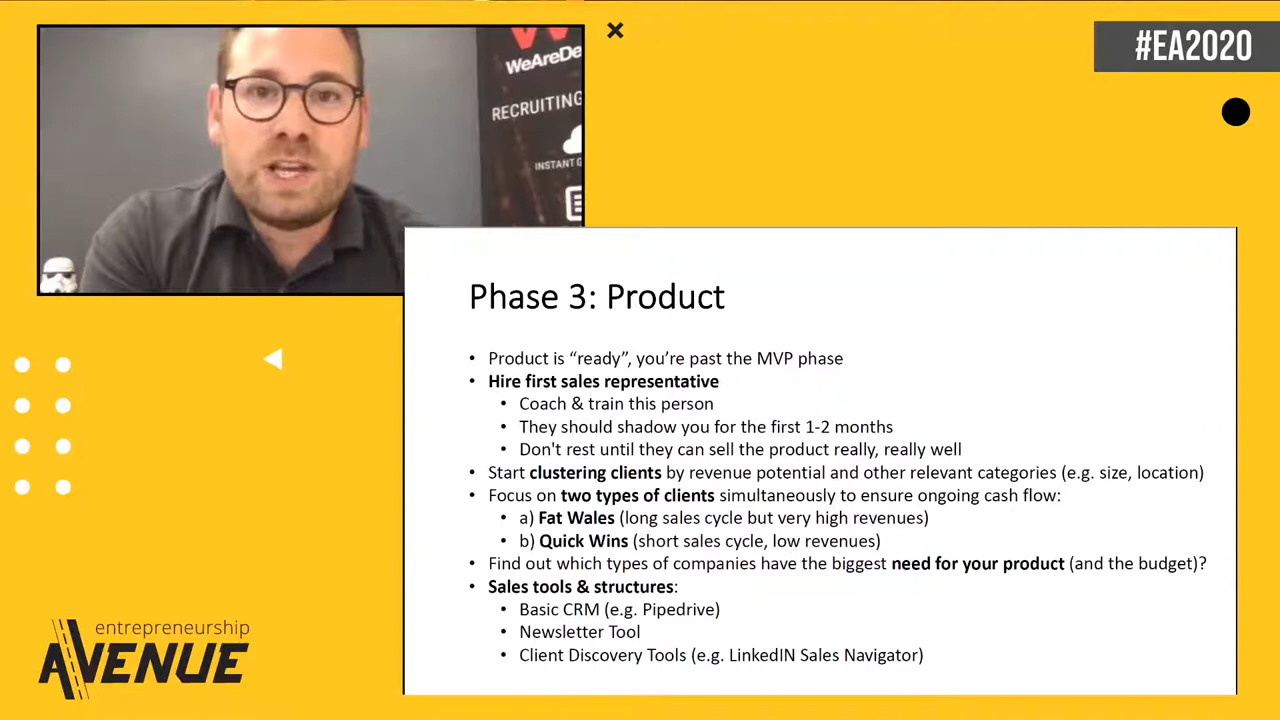 #EA2020
WeAreDe
RECRUITING
INSTANT
Phase 3: Product
• Product is “ready”, you’re past the MVP phase
• Hire first sales representative
• Coach & train this person
• They should shadow you for the first 1-2 months
• Don't rest until they can sell the product really, really well
• Start clustering clients by revenue potential and other relevant categories (e.g. size, location)
• Focus on two types of clients simultaneously to ensure ongoing cash flow:
• a) Fat Wales (long sales cycle but very high revenues)
• b) Quick Wins (short sales cycle, low revenues)
• Find out which types of companies have the biggest need for your product (and the budget)?
• Sales tools & structures:
• Basic CRM (e.g. Pipedrive)
• Newsletter Tool
• Client Discovery Tools (e.g. LinkedIN Sales Navigator)
entrepreneurship
AVENUE